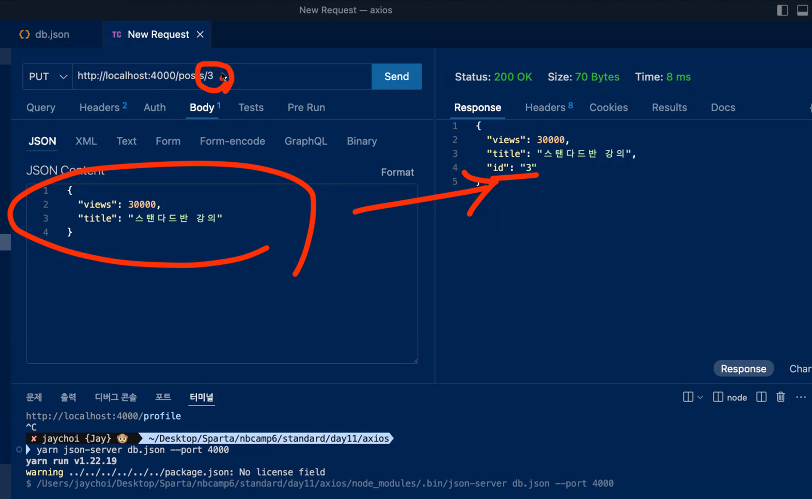 New Request — axios
{} db.json
TC New Request ×
PUT http://localhost:4000/posts/3 Send
Status: 200 OK Size: 70 Bytes Time: 8 ms
Query Headers 2 Auth Body 1 Tests Pre Run
Response Headers 8 Cookies Results Docs
JSON XML Text Form Form-encode GraphQL Binary
JSON Content Format
1 {
2 "views": 30000,
3 "title": "스탠다드반 강의"
4 }
1 {
2 "views": 30000,
3 "title": "스탠다드반 강의",
4 "id": "3"
5 }
Response
문제 출력 디버그 콘솔 포트 터미널
node
http://localhost:4000/profile
^C
✘ jaychoi {Jay} ~/Desktop/Sparta/nbcamp6/standard/day11/axios
yarn json-server db.json --port 4000
yarn run v1.22.19
warning ../../../../../../package.json: No license field
$ /Users/jaychoi/Desktop/Sparta/nbcamp6/standard/day11/axios/node_modules/.bin/json-server db.json --port 4000